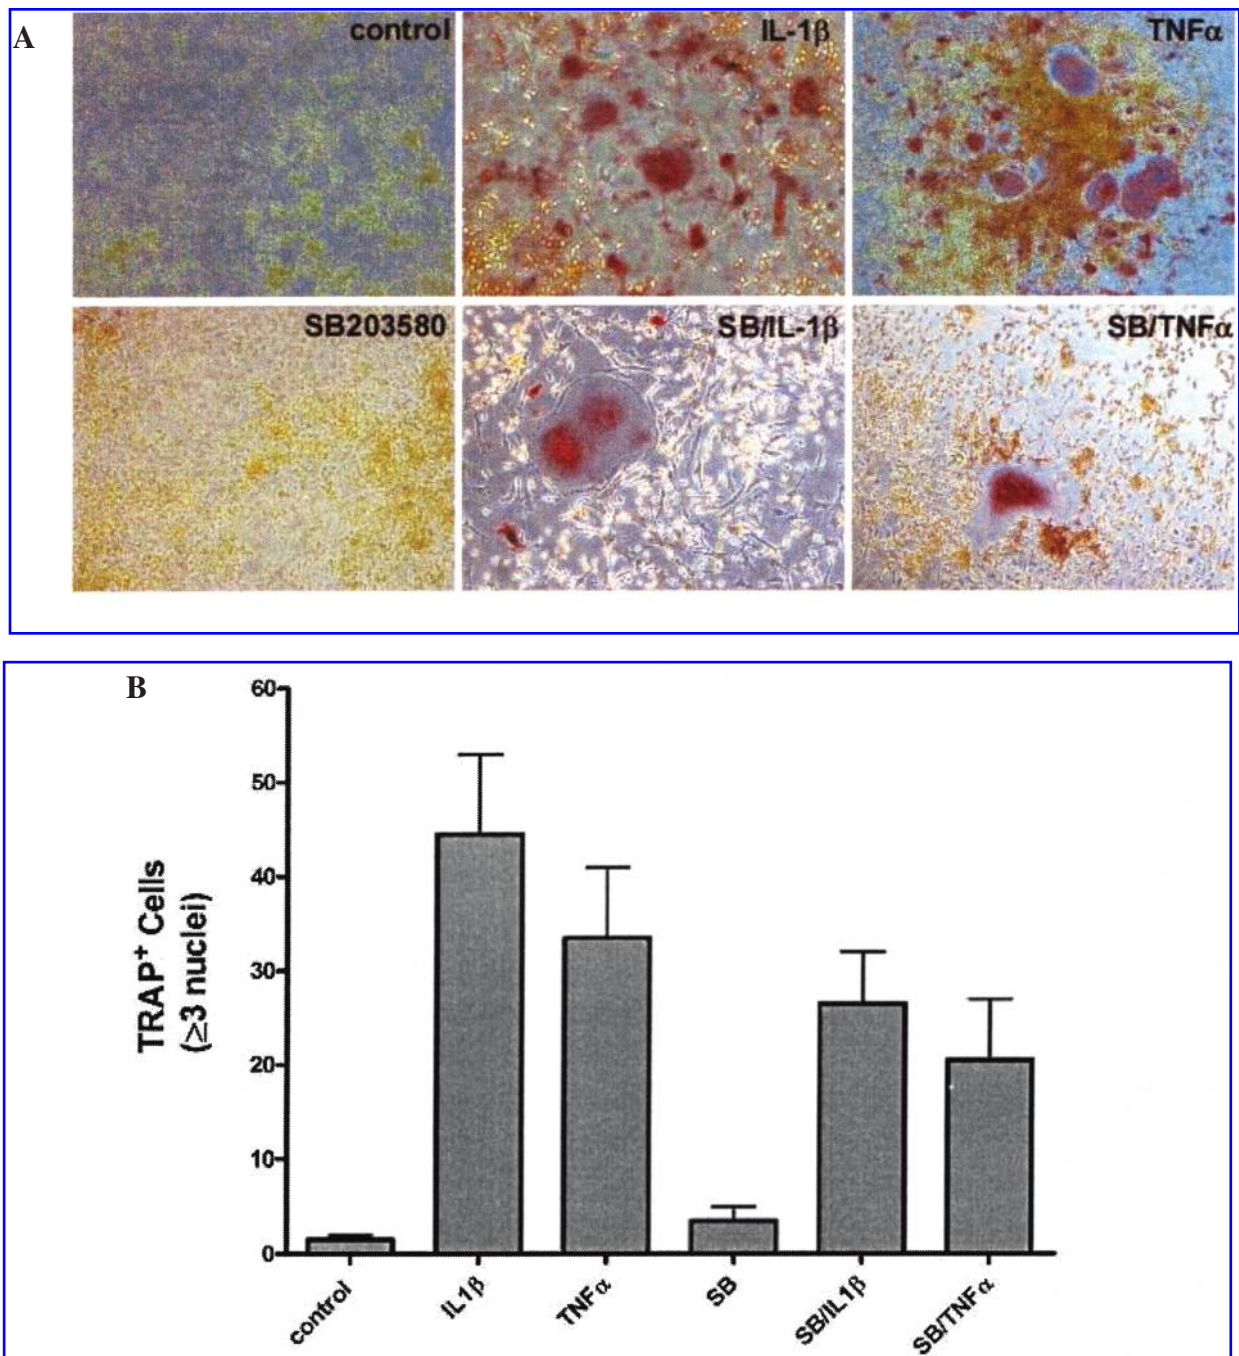 A
control
IL-1β
TNFα
SB203580
SB/IL-1β
SB/TNFα
B
TRAP⁺ Cells
(≥3 nuclei)
60
50
40
30
20
10
0
control
IL1β
TNFα
SB
SB/IL1β
SB/TNFα